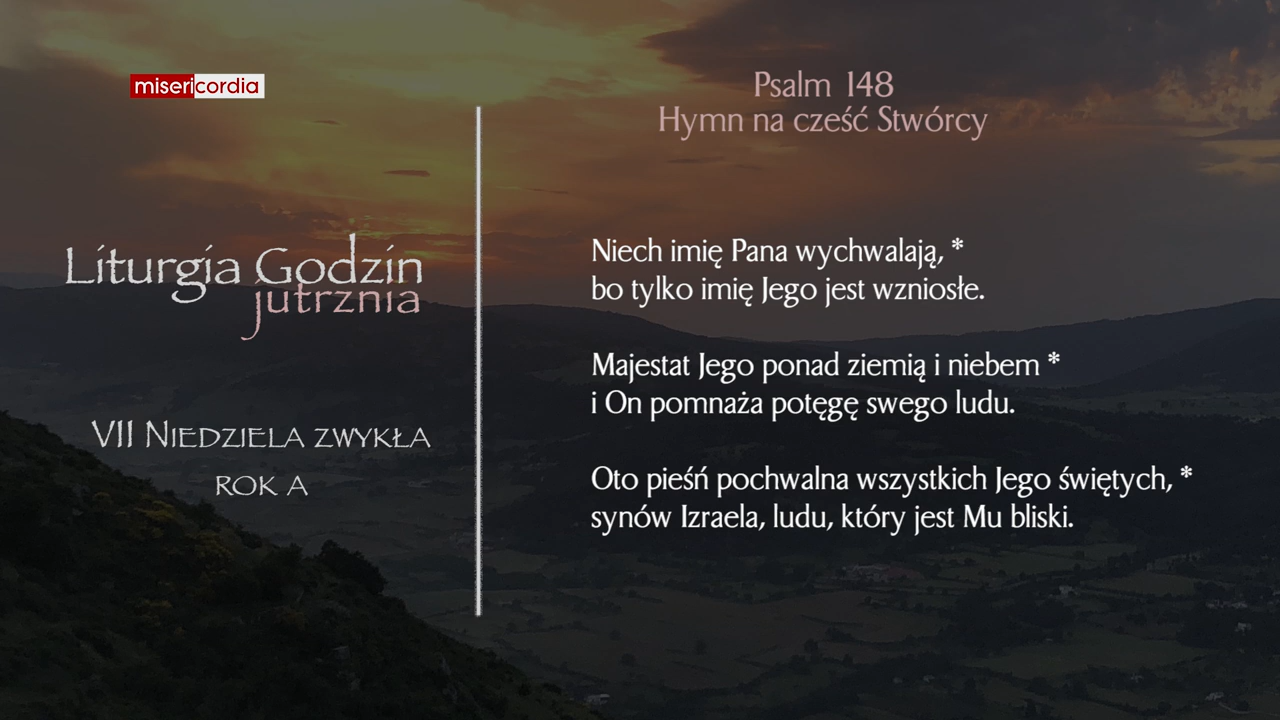 misericordia
Liturgia Godzin
jutrznia
VII NIEDZIELA ZWYKŁA
ROK A
Psalm 148
Hymn na cześć Stwórcy
Niech imię Pana wychwalają, *
bo tylko imię Jego jest wzniosłe.
Majestat Jego ponad ziemią i niebem *
i On pomnaża potęgę swego ludu.
Oto pieśń pochwalna wszystkich Jego świętych, *
synów Izraela, ludu, który jest Mu bliski.